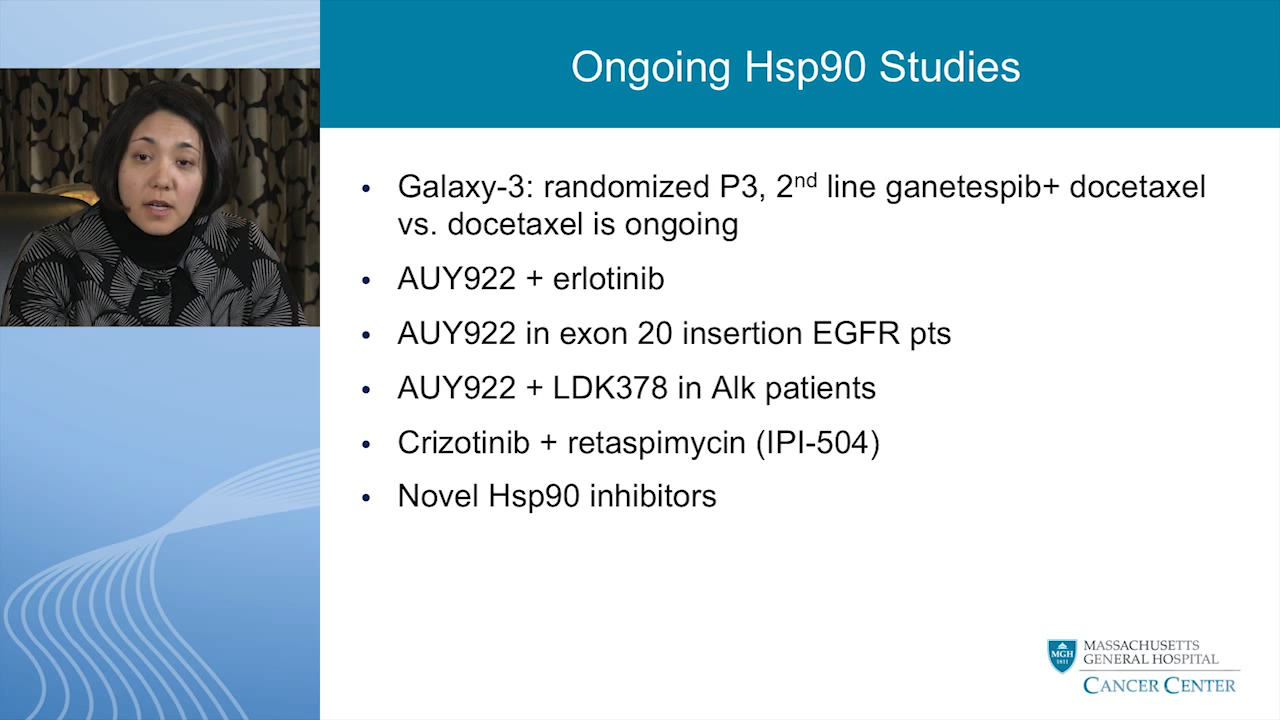 Ongoing Hsp90 Studies
• Galaxy-3: randomized P3, 2nd line ganetespib+ docetaxel
vs. docetaxel is ongoing
• AUY922 + erlotinib
• AUY922 in exon 20 insertion EGFR pts
• AUY922 + LDK378 in Alk patients
• Crizotinib + retaspimycin (IPI-504)
• Novel Hsp90 inhibitors
MGH
1811
MASSACHUSETTS
GENERAL HOSPITAL
CANCER CENTER